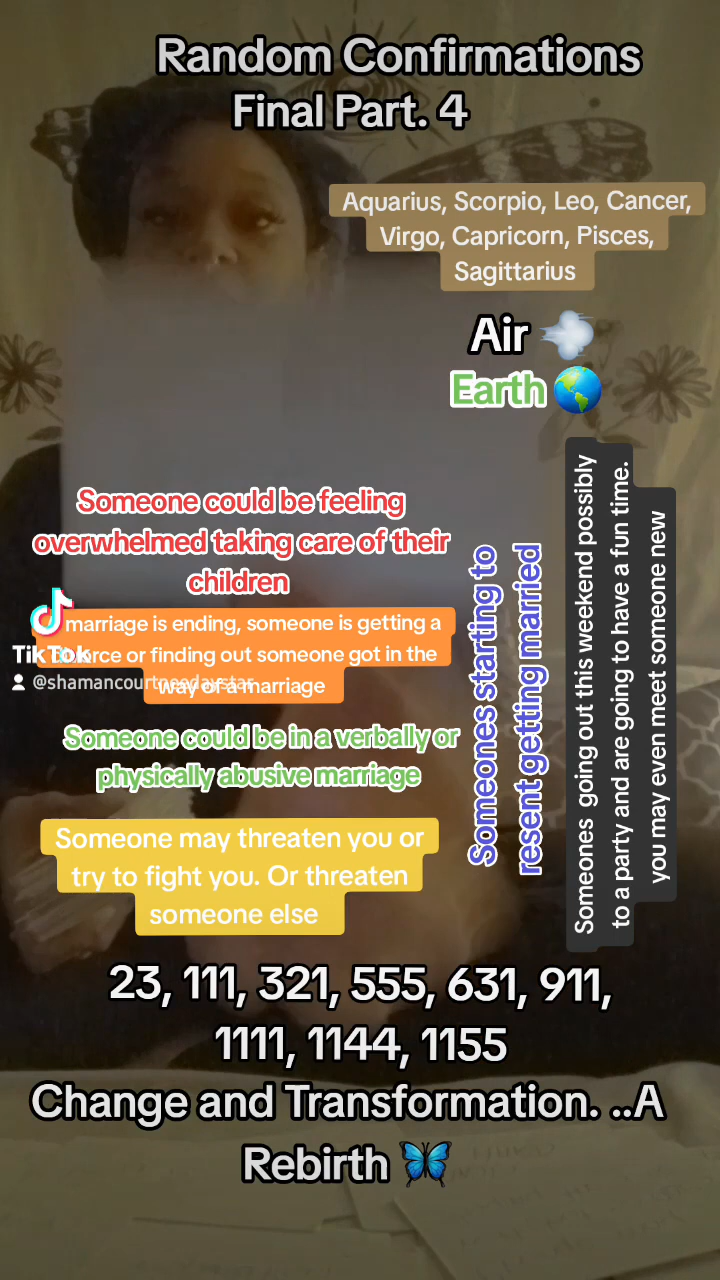 Random Confirmations
Final Part. 4
Aquarius, Scorpio, Leo, Cancer,
Virgo, Capricorn, Pisces,
Sagittarius
Air 💨
Earth 🌎
Someone could be feeling
overwhelmed taking care of their
children
marriage is ending, someone is getting a
or finding out someone got in the
way of a marriage
TikTok
Someone could be in a verbally or
physically abusive marriage
Someone may threaten you or
try to fight you. Or threaten
someone else
Someones starting to
resent getting married
Someones going out this weekend possibly
to a party and are going to have a fun time.
you may even meet someone new
23, 111, 321, 555, 631, 911,
1111, 1144, 1155
Change and Transformation. ..A
Rebirth 🦋